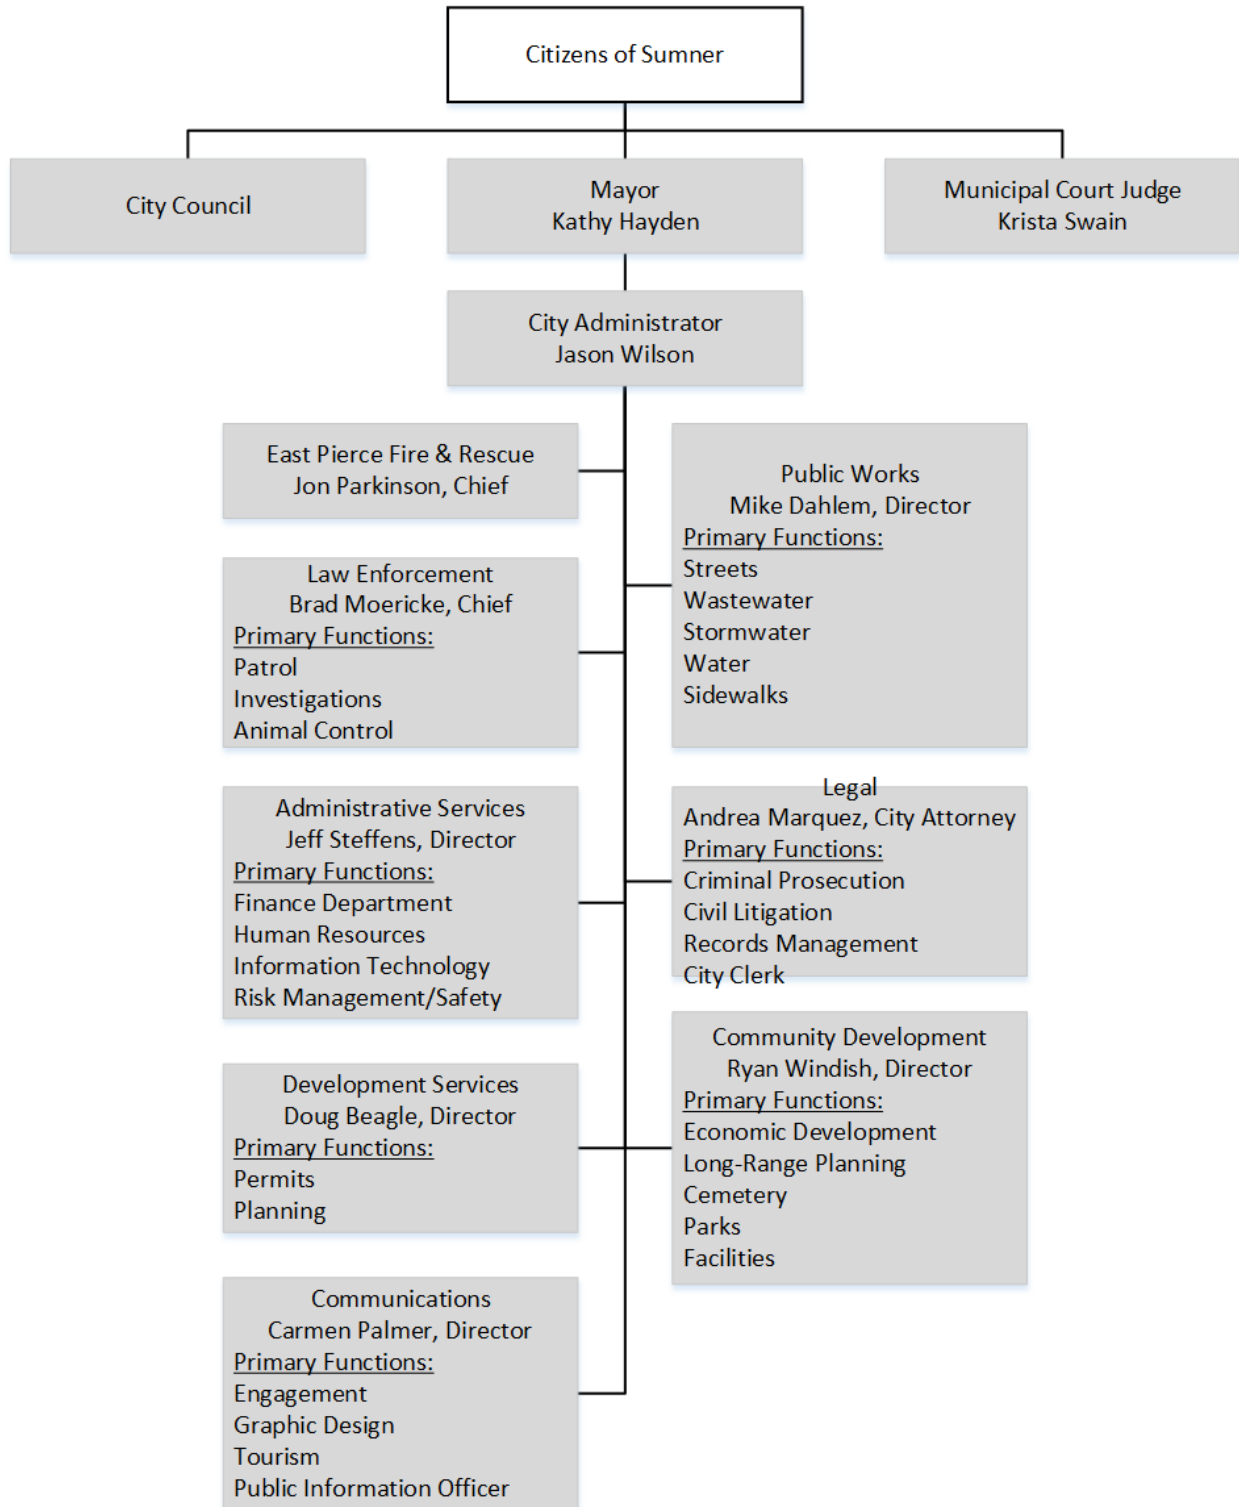 Citizens of Sumner
City Council
Mayor
Kathy Hayden
Municipal Court Judge
Krista Swain
City Administrator
Jason Wilson
East Pierce Fire & Rescue
Jon Parkinson, Chief
Public Works
Mike Dahlem, Director
Primary Functions:
Streets
Wastewater
Stormwater
Water
Sidewalks
Law Enforcement
Brad Moericke, Chief
Primary Functions:
Patrol
Investigations
Animal Control
Administrative Services
Jeff Steffens, Director
Primary Functions:
Finance Department
Human Resources
Information Technology
Risk Management/Safety
Legal
Andrea Marquez, City Attorney
Primary Functions:
Criminal Prosecution
Civil Litigation
Records Management
City Clerk
Development Services
Doug Beagle, Director
Primary Functions:
Permits
Planning
Community Development
Ryan Windish, Director
Primary Functions:
Economic Development
Long-Range Planning
Cemetery
Parks
Facilities
Communications
Carmen Palmer, Director
Primary Functions:
Engagement
Graphic Design
Tourism
Public Information Officer